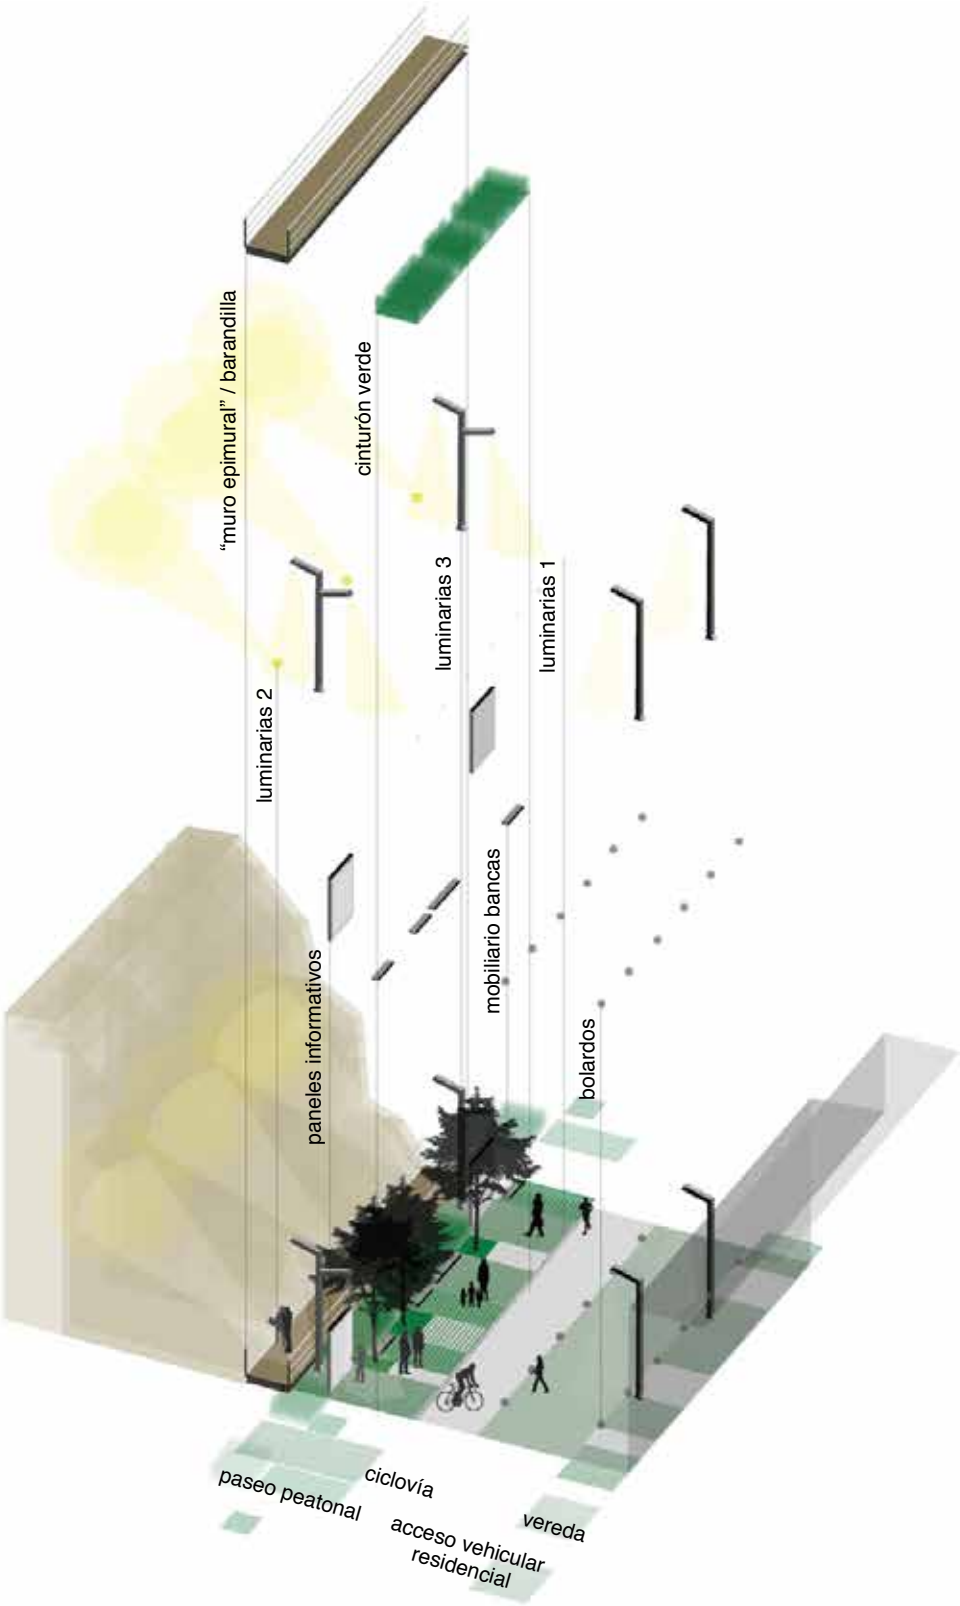 “muro epimural” / barandilla
cinturón verde
luminarias 3
luminarias 1
luminarias 2
mobiliario bancas
paneles informativos
bolardos
paseo peatonal
ciclovía
acceso vehicular
residencial
vereda